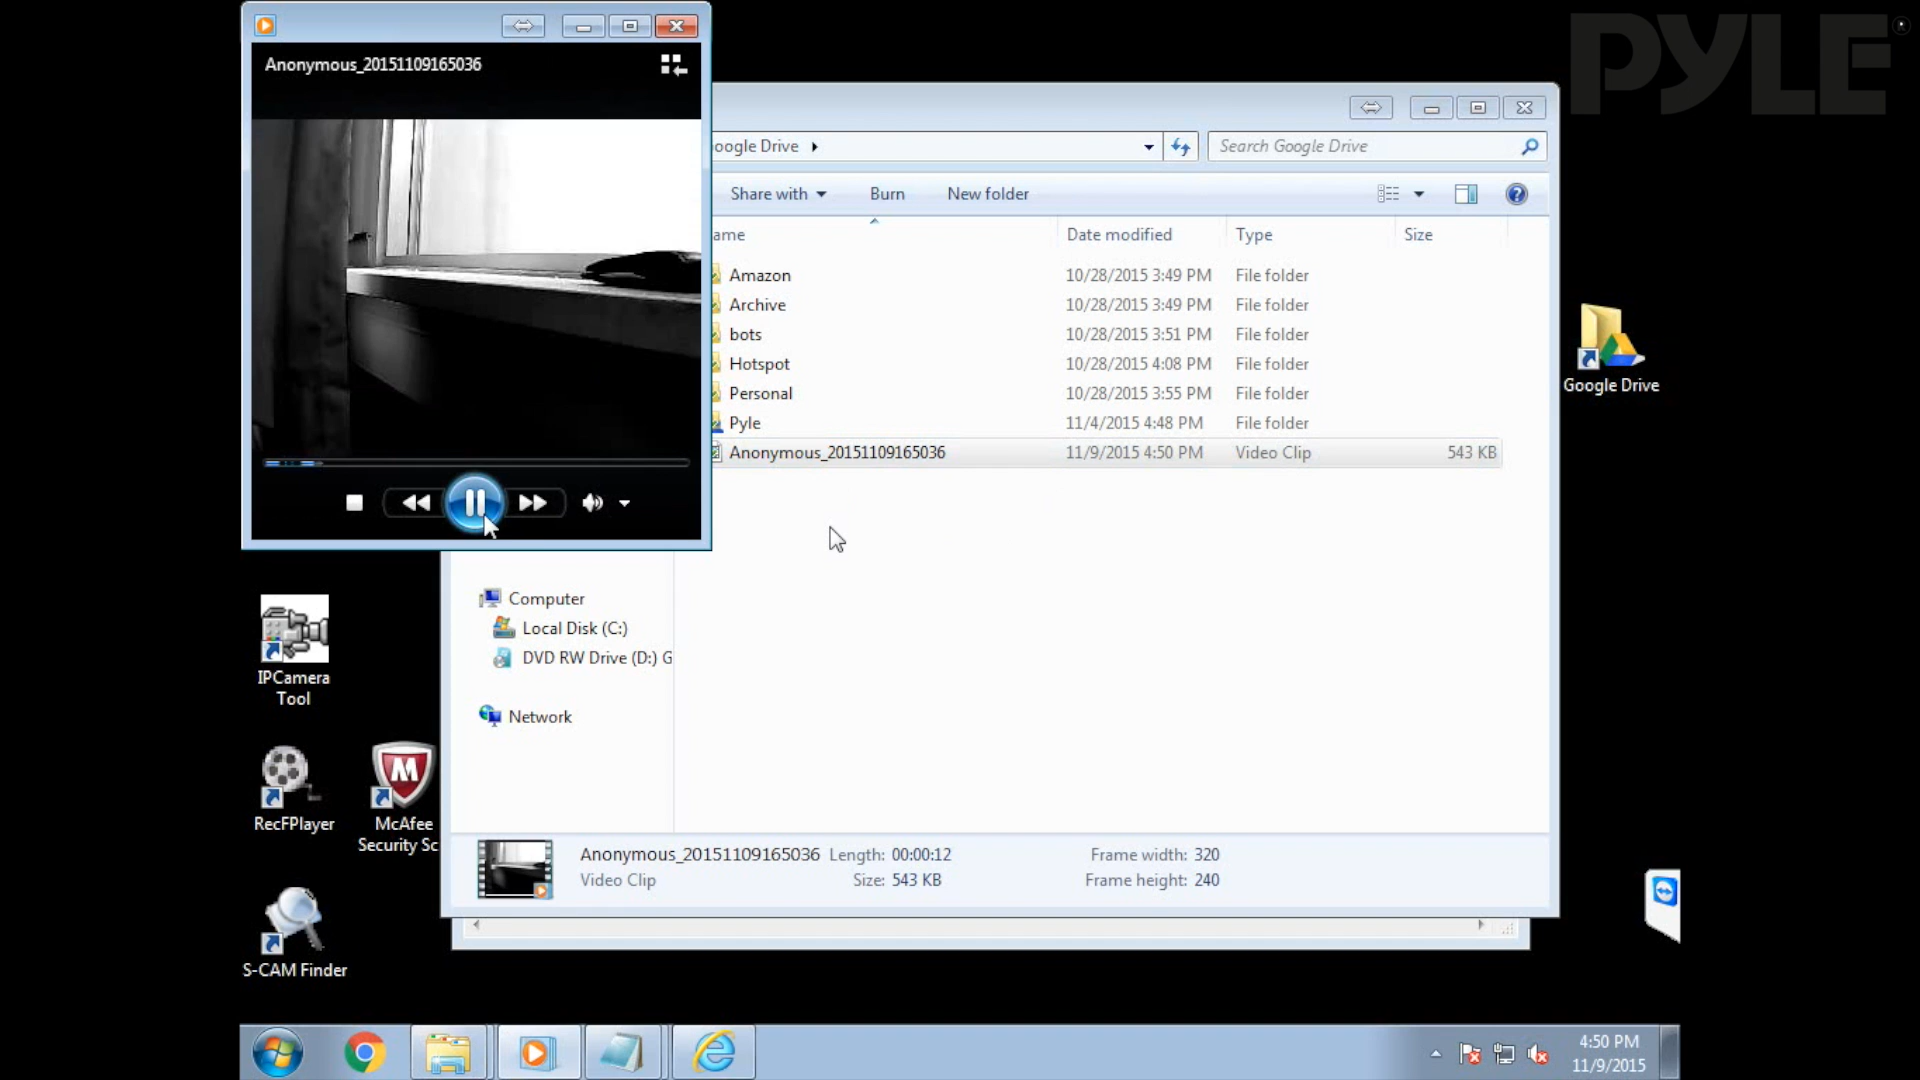 PYLE
Anonymous_20151109165036
oogle Drive
Search Google Drive
Share with
Burn
New folder
ame
Date modified
Type
Size
Amazon
10/28/2015 3:49 PM
File folder
Archive
10/28/2015 3:49 PM
File folder
bots
10/28/2015 3:51 PM
File folder
Hotspot
10/28/2015 4:08 PM
File folder
Personal
10/28/2015 3:55 PM
File folder
Pyle
11/4/2015 4:48 PM
File folder
Anonymous_20151109165036
11/9/2015 4:50 PM
Video Clip
543 KB
Google Drive
Computer
Local Disk (C:)
DVD RW Drive (D:) G
Network
IPCamera
Tool
RecFPlayer
McAfee
Security Sc
S-CAM Finder
Anonymous_20151109165036
Length: 00:00:12
Frame width: 320
Video Clip
Size: 543 KB
Frame height: 240
4:50 PM
11/9/2015